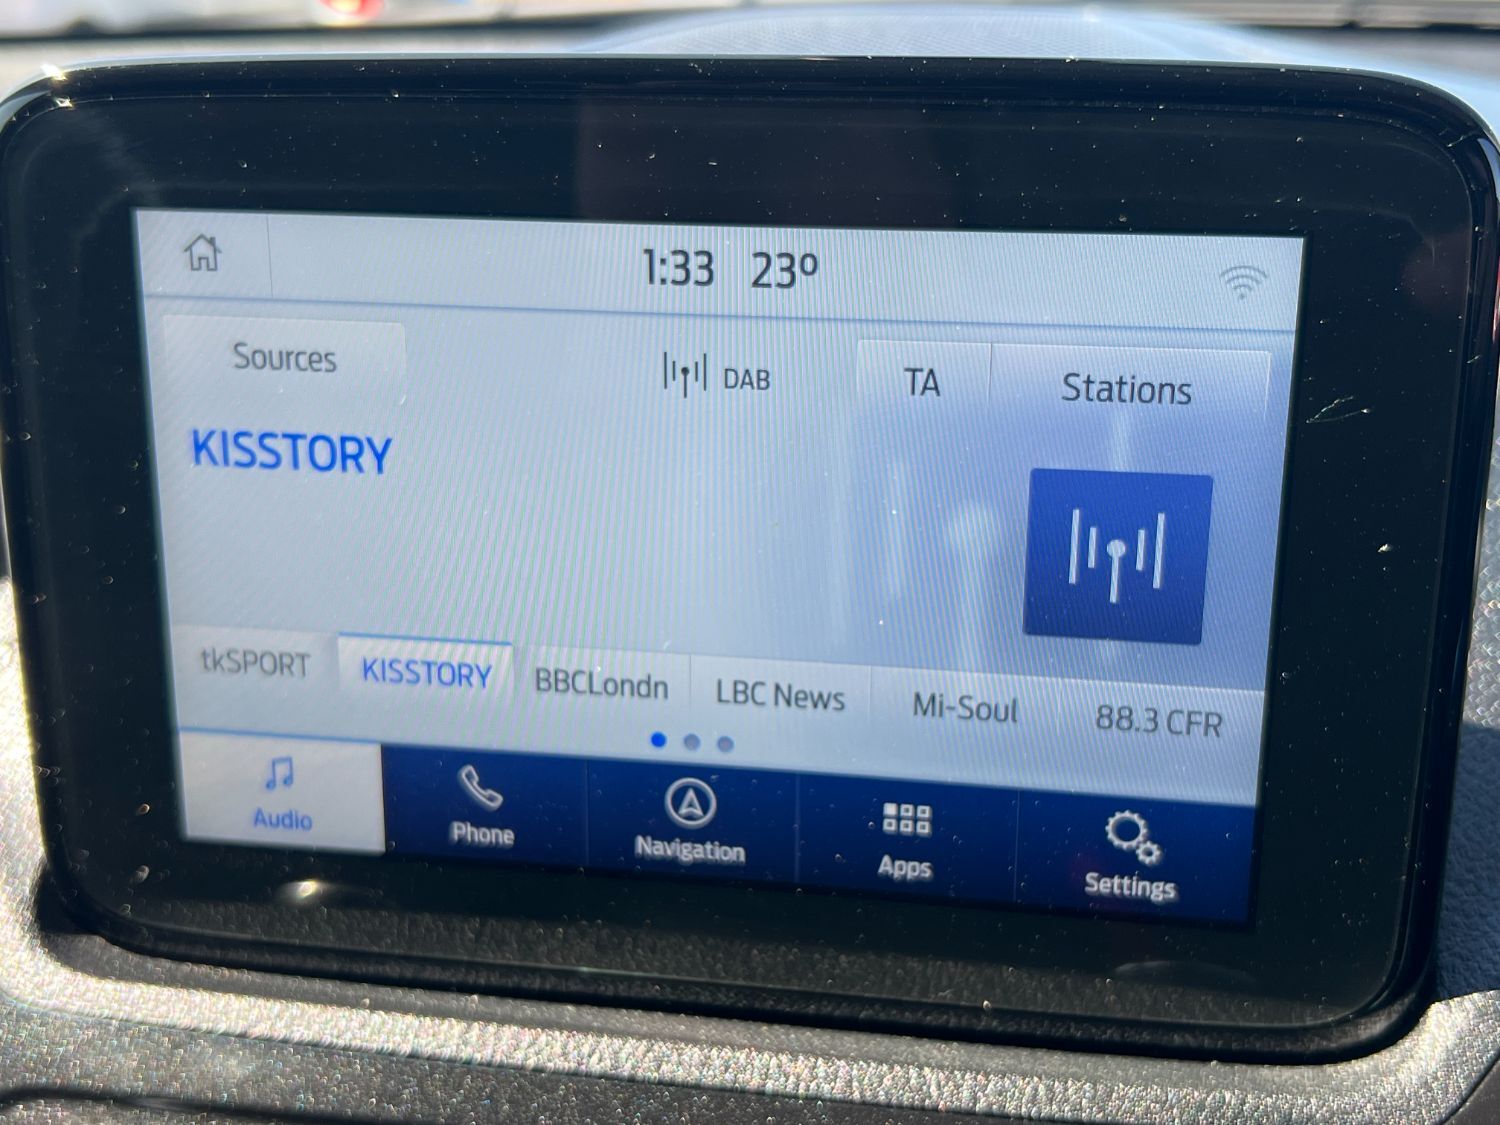 1:33 23º
Sources DAB TA Stations
KISSTORY
tkSPORT KISSTORY BBCLondn LBC News Mi-Soul 88.3 CFR
Audio Phone Navigation Apps Settings